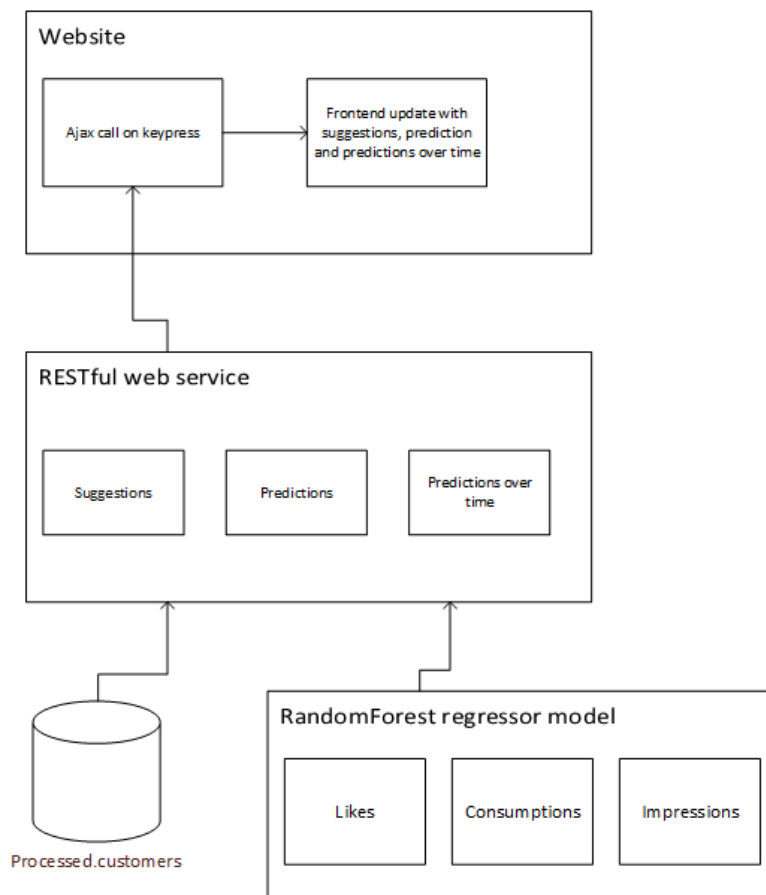 Website
Ajax call on keypress
Frontend update with
suggestions, prediction
and predictions over time
RESTful web service
Suggestions
Predictions
Predictions over
time
RandomForest regressor model
Likes
Consumptions
Impressions
Processed.customers